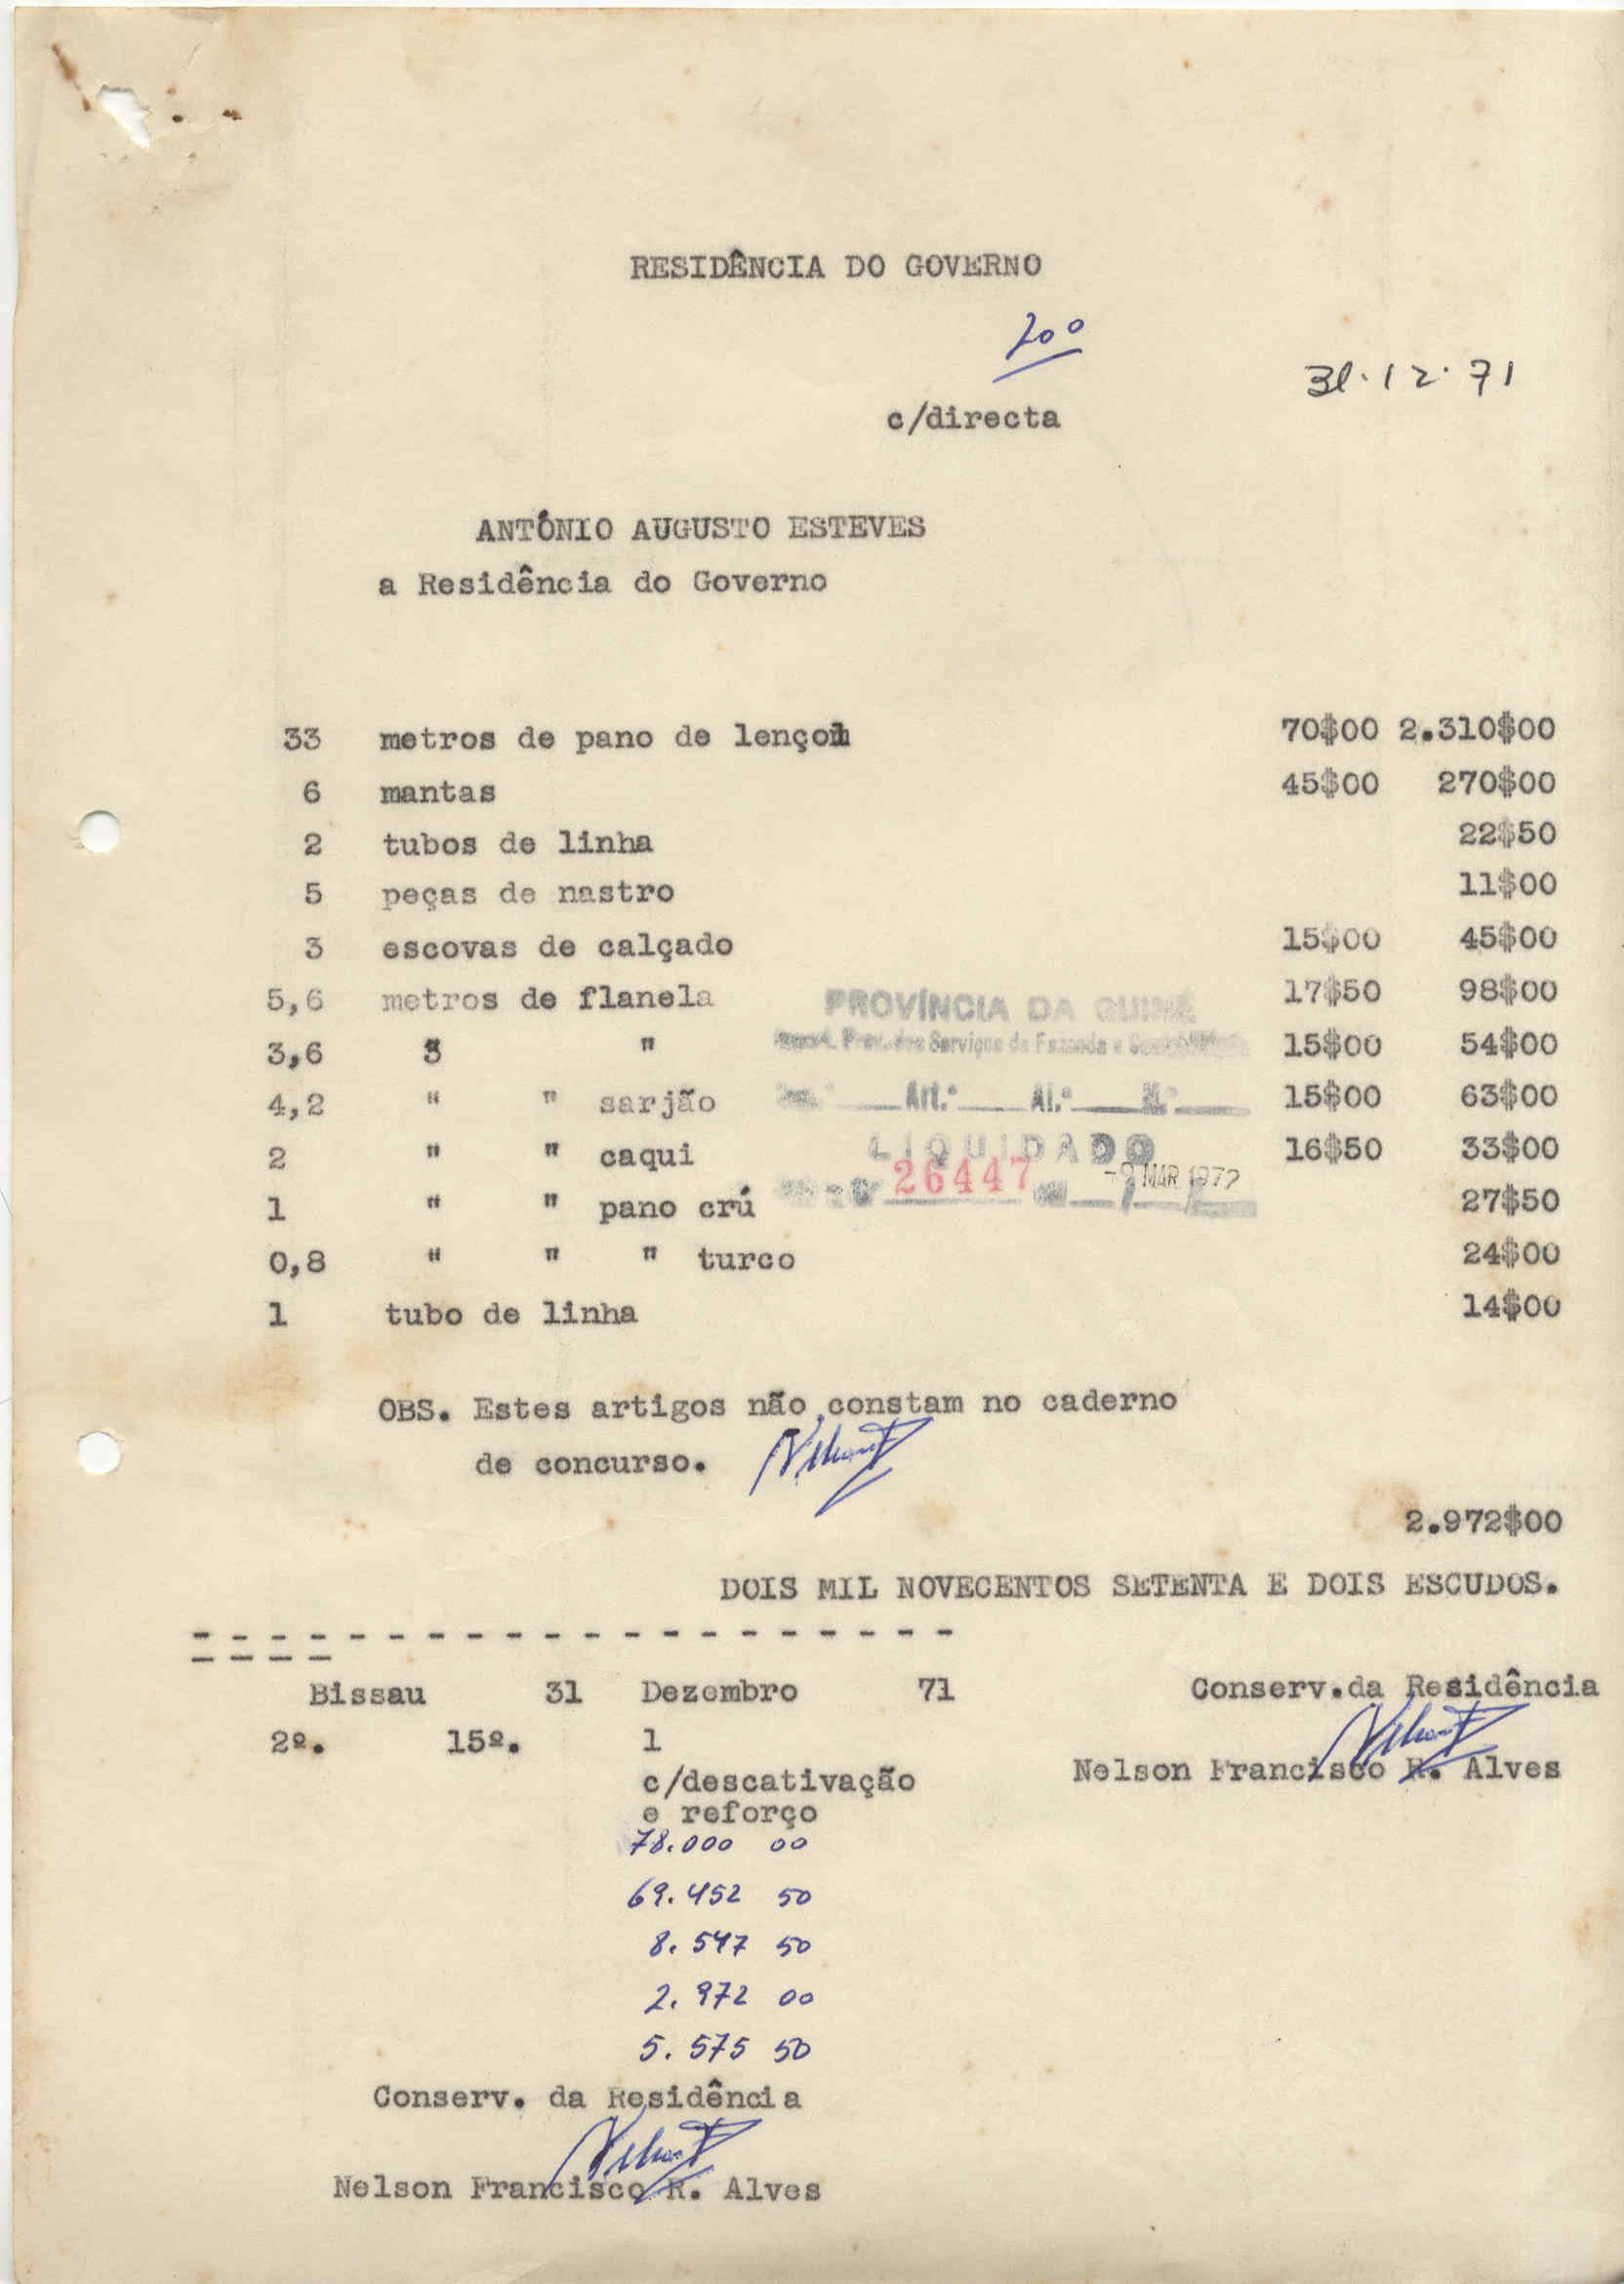 RESIDÊNCIA DO GOVERNO
31.12.71
c/directa
ANTÓNIO AUGUSTO ESTEVES
a Residência do Governo
33 metros de pano de lençol 70$00 2.310$00
6 mantas 45$00 270$00
2 tubos de linha 22$50
5 peças de nastro 11$00
3 escovas de calçado 15$00 45$00
5,6 metros de flanela 17$50 98$00
3,6 " " 15$00 54$00
4,2 " " sarjão 15$00 63$00
2 " " caqui 16$50 33$00
1 " " pano crú 27$50
0,8 " " " turco 24$00
1 tubo de linha 14$00
PROVÍNCIA DA GUINÉ
Prov. dos Serviços de Fazenda e
Art.º Al.ª N.º
LIQUIDADO
26447 -9 MAR 1972
OBS. Estes artigos não constam no caderno
de concurso.
2.972$00
DOIS MIL NOVECENTOS SETENTA E DOIS ESCUDOS.
- - - - - - - - - - - - - - - - - - - -
- - - -
Bissau 31 Dezembro 71
2º. 15º. 1
c/descativação
e reforço
78.000 00
69.452 50
8.547 50
2.972 00
5.575 50
Conserv.da Residência
Nelson Francisco R. Alves
Conserv. da Residência
Nelson Francisco R. Alves